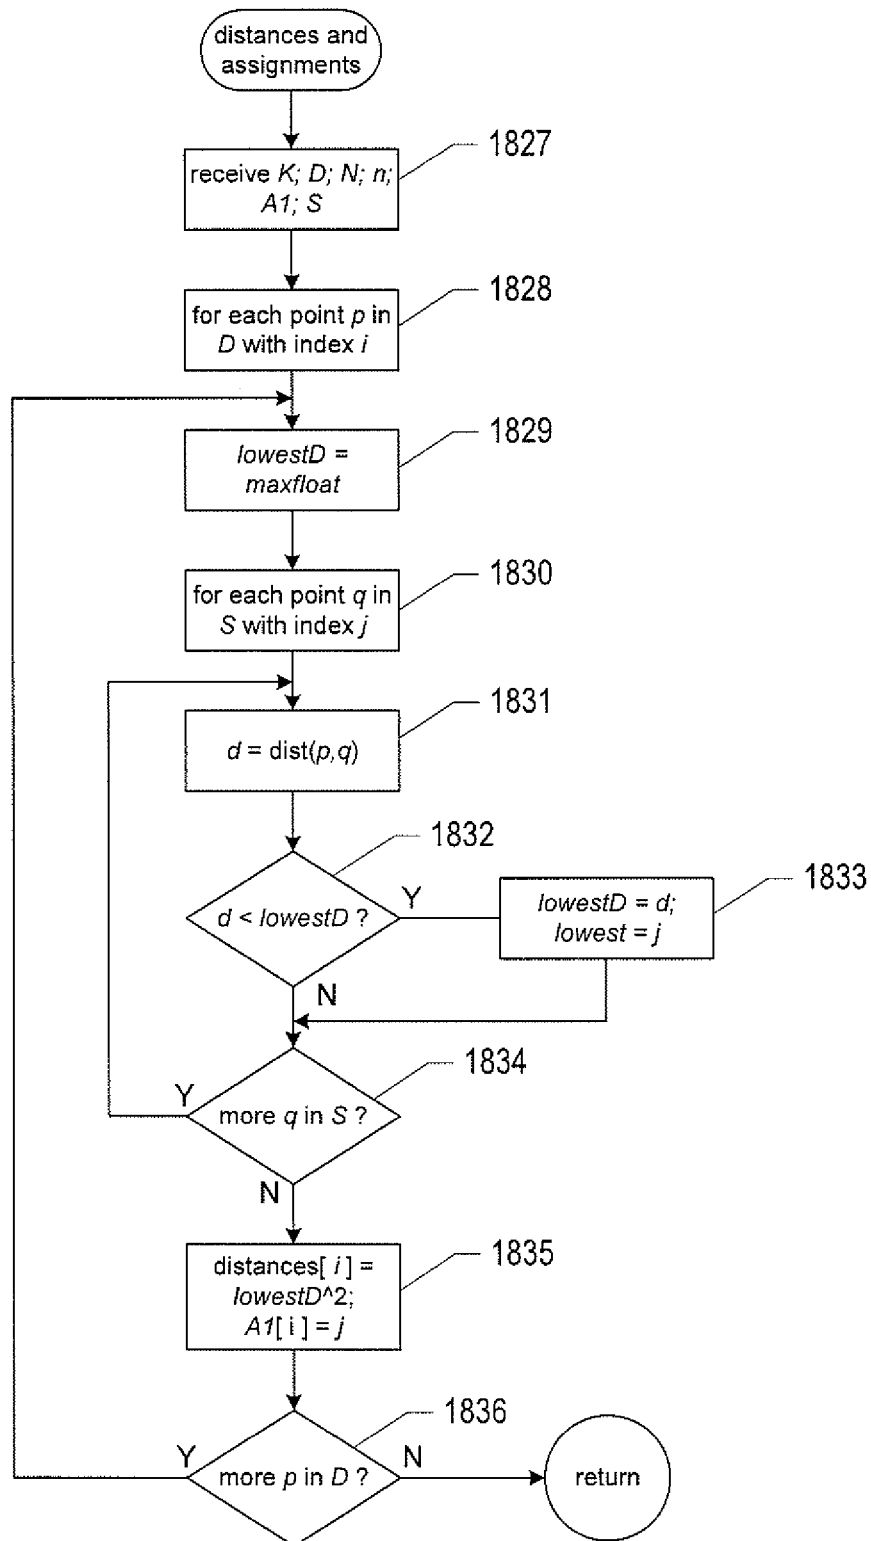 distances and
assignments
1827
receive K; D; N; n;
A1; S
1828
for each point p in
D with index i
1829
lowestD =
maxfloat
1830
for each point q in
S with index j
1831
d = dist(p,q)
1832
d < lowestD ?
Y
1833
lowestD = d;
lowest = j
N
1834
Y
more q in S ?
N
1835
distances[ i ] =
lowestD^2;
A1[ i ] = j
1836
Y
more p in D ?
N
return